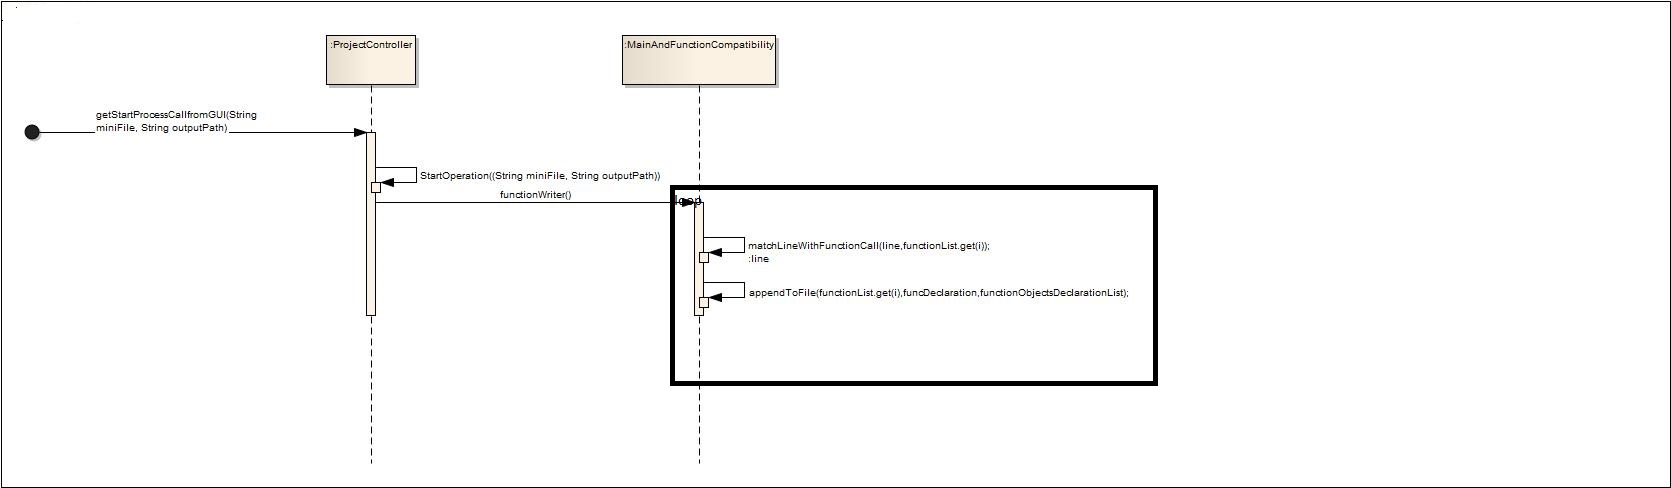 :ProjectController
:MainAndFunctionCompatibility
getStartProcessCallfromGUI(String
miniFile, String outputPath)
StartOperation((String miniFile, String outputPath))
functionWriter()
loop
matchLineWithFunctionCall(line,functionList.get(i));
:line
appendToFile(functionList.get(i),funcDeclaration,functionObjectsDeclarationList);